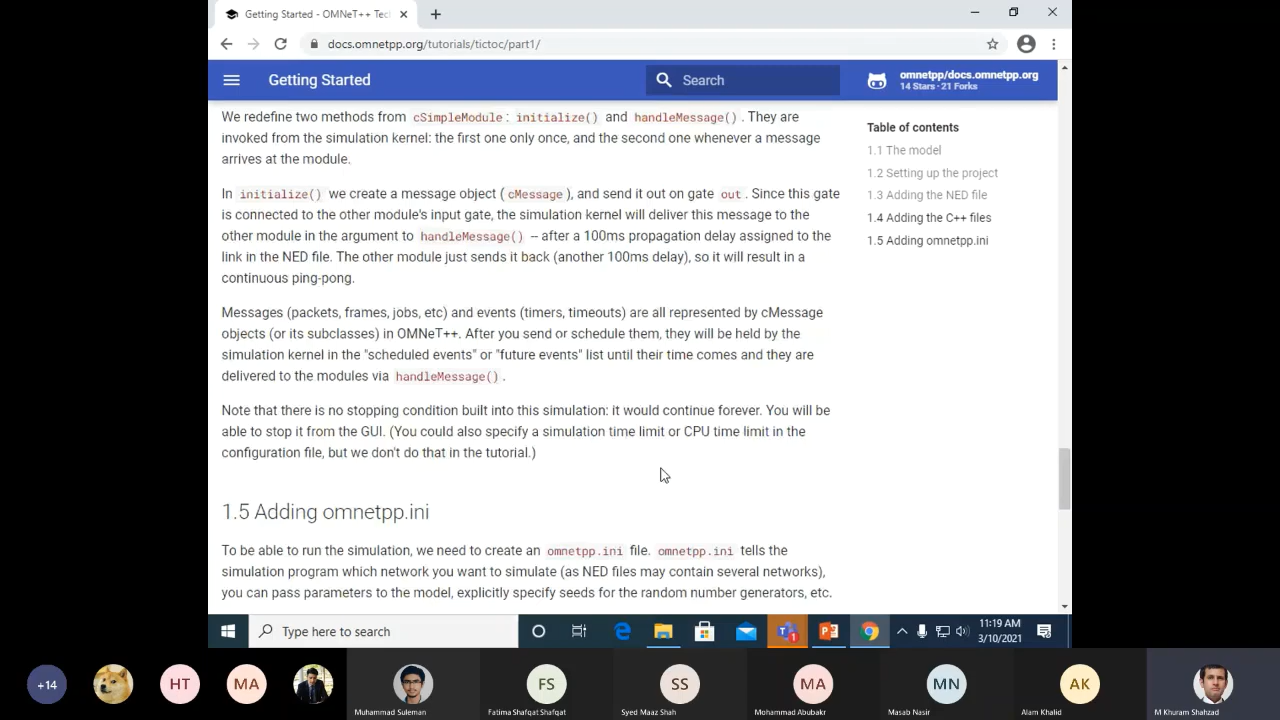 Getting Started - OMNeT++ Tec
docs.omnetpp.org/tutorials/tictoc/part1/
Getting Started
Search
omnetpp/docs.omnetpp.org
14 Stars · 21 Forks
We redefine two methods from cSimpleModule: initialize() and handleMessage(). They are
invoked from the simulation kernel: the first one only once, and the second one whenever a message
arrives at the module.
In initialize() we create a message object (cMessage), and send it out on gate out. Since this gate
is connected to the other module's input gate, the simulation kernel will deliver this message to the
other module in the argument to handleMessage() -- after a 100ms propagation delay assigned to the
link in the NED file. The other module just sends it back (another 100ms delay), so it will result in a
continuous ping-pong.
Messages (packets, frames, jobs, etc) and events (timers, timeouts) are all represented by cMessage
objects (or its subclasses) in OMNeT++. After you send or schedule them, they will be held by the
simulation kernel in the "scheduled events" or "future events" list until their time comes and they are
delivered to the modules via handleMessage().
Note that there is no stopping condition built into this simulation: it would continue forever. You will be
able to stop it from the GUI. (You could also specify a simulation time limit or CPU time limit in the
configuration file, but we don't do that in the tutorial.)
1.5 Adding omnetpp.ini
To be able to run the simulation, we need to create an omnetpp.ini file. omnetpp.ini tells the
simulation program which network you want to simulate (as NED files may contain several networks),
you can pass parameters to the model, explicitly specify seeds for the random number generators, etc.
Table of contents
1.1 The model
1.2 Setting up the project
1.3 Adding the NED file
1.4 Adding the C++ files
1.5 Adding omnetpp.ini
Type here to search
11:19 AM
3/10/2021
+14
HT
MA
FS
SS
MA
MN
AK
Muhammad Suleman
Fatima Shafqat Shafqat
Syed Maaz Shah
Mohammad Abubakr
Masab Nasir
Alam Khalid
M Khuram Shahzad